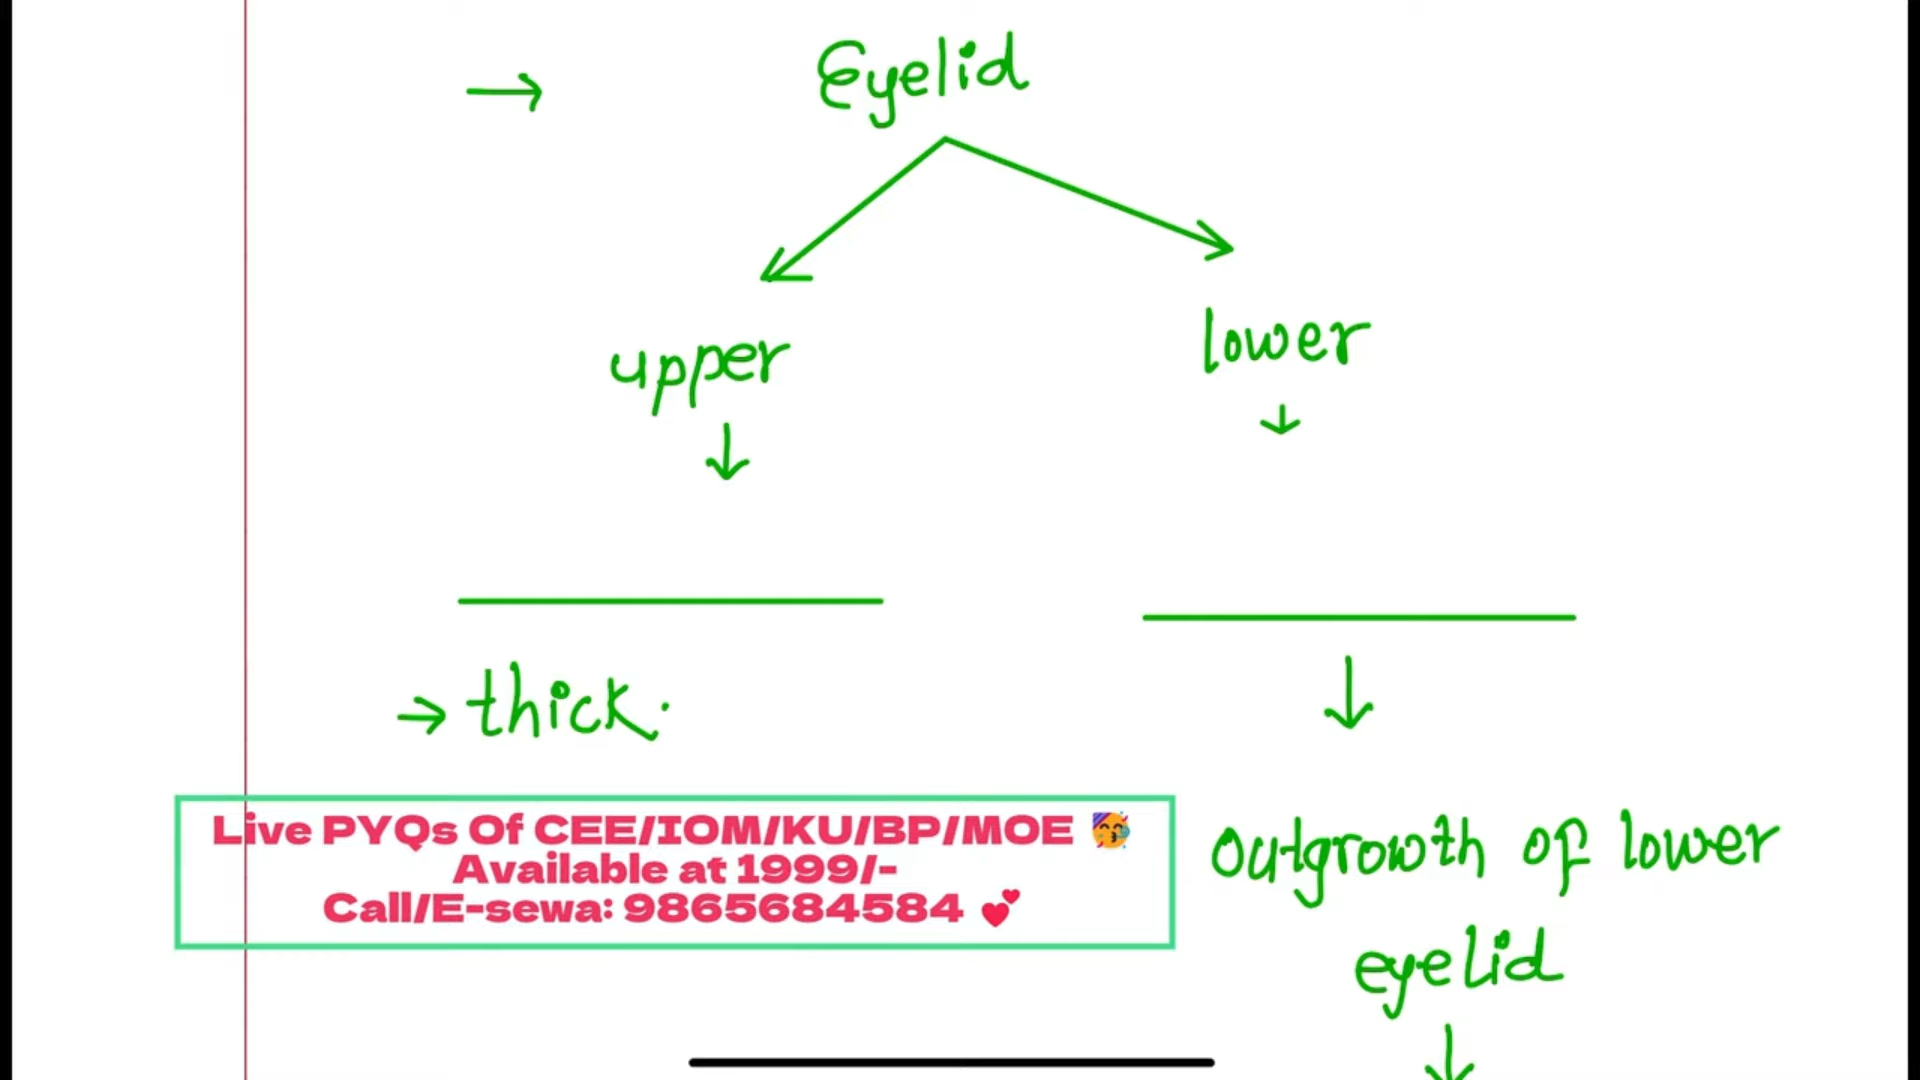 → Eyelid
upper
lower
→ thick.
Live PYQs Of CEE/IOM/KU/BP/MOE 🥳
Available at 1999/-
Call/E-sewa: 9865684584 💕
Outgrowth of lower
eyelid